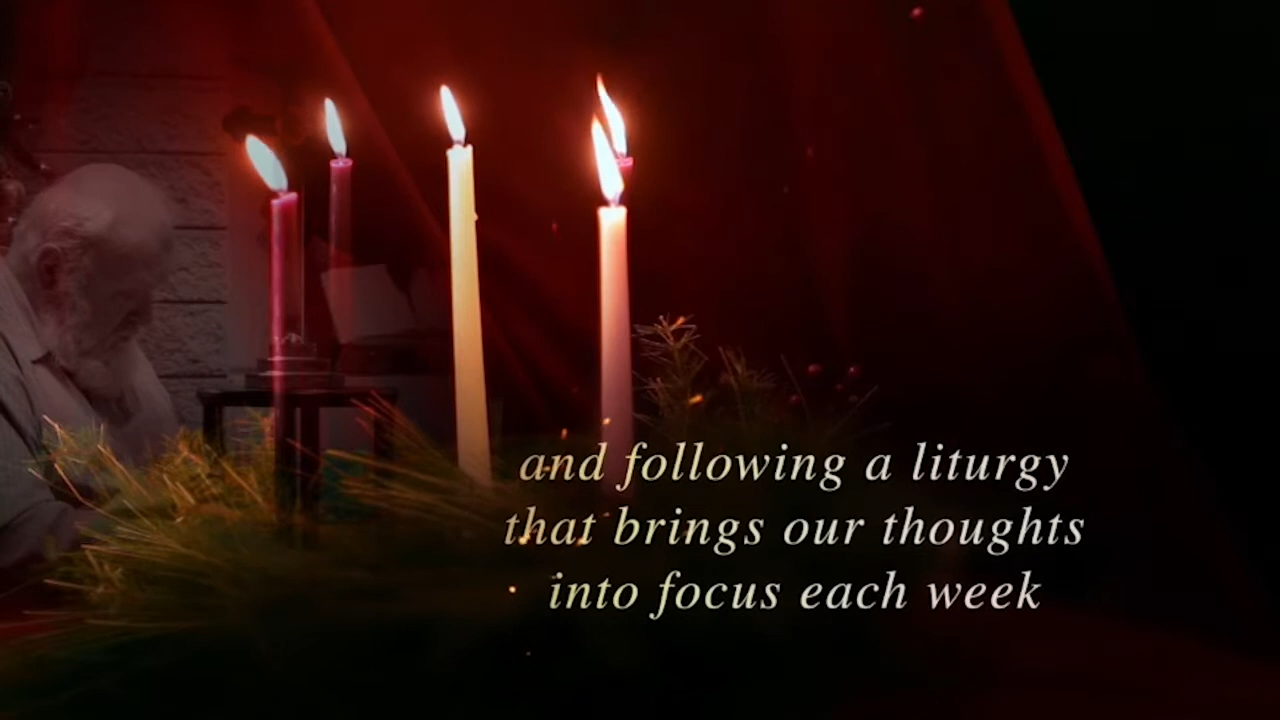 and following a liturgy
that brings our thoughts
into focus each week